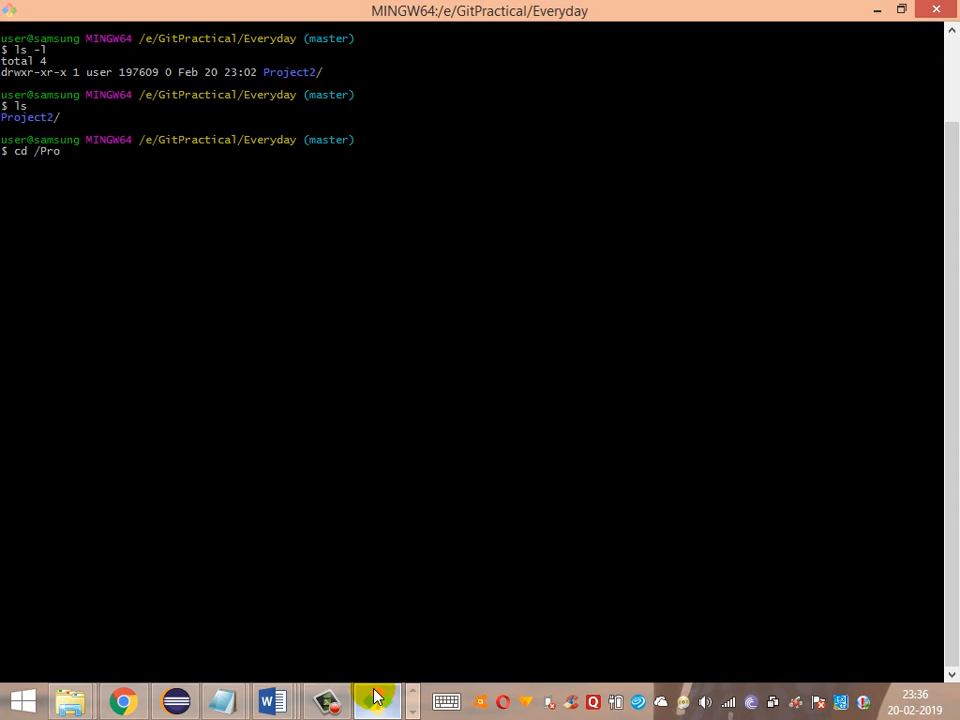 MINGW64:/e/GitPractical/Everyday
user@samsung MINGW64 /e/GitPractical/Everyday (master)
$ ls -l
total 4
drwxr-xr-x 1 user 197609 0 Feb 20 23:02 Project2/
user@samsung MINGW64 /e/GitPractical/Everyday (master)
$ ls
Project2/
user@samsung MINGW64 /e/GitPractical/Everyday (master)
$ cd /Pro
23:36
20-02-2019